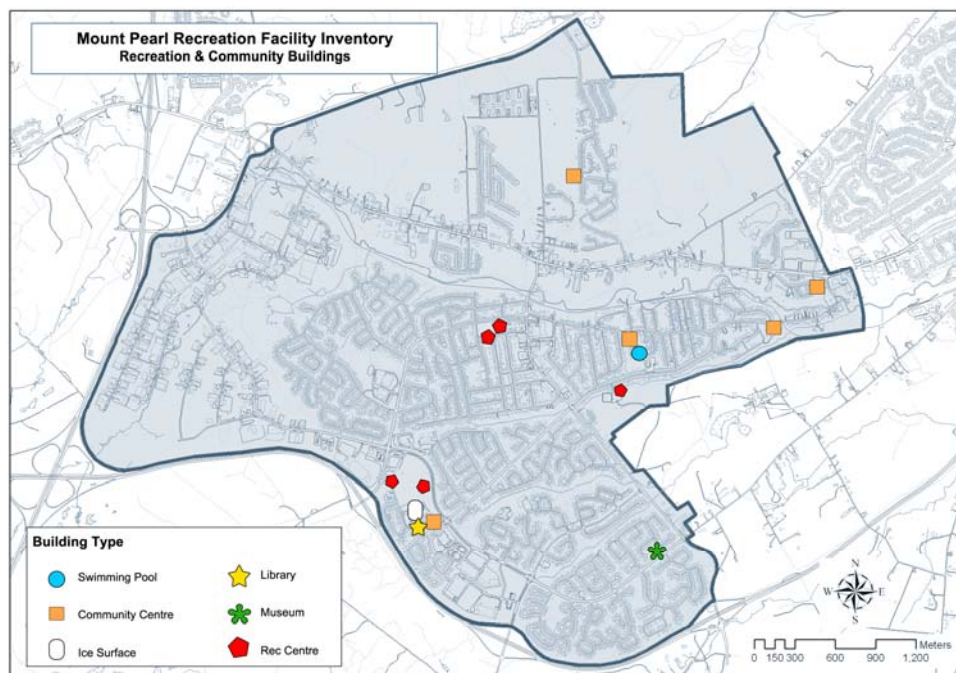 Mount Pearl Recreation Facility Inventory
Recreation & Community Buildings
Building Type
Swimming Pool
Library
Community Centre
Museum
Ice Surface
Rec Centre
N
W E
S
Meters
0 150 300 600 900 1,200